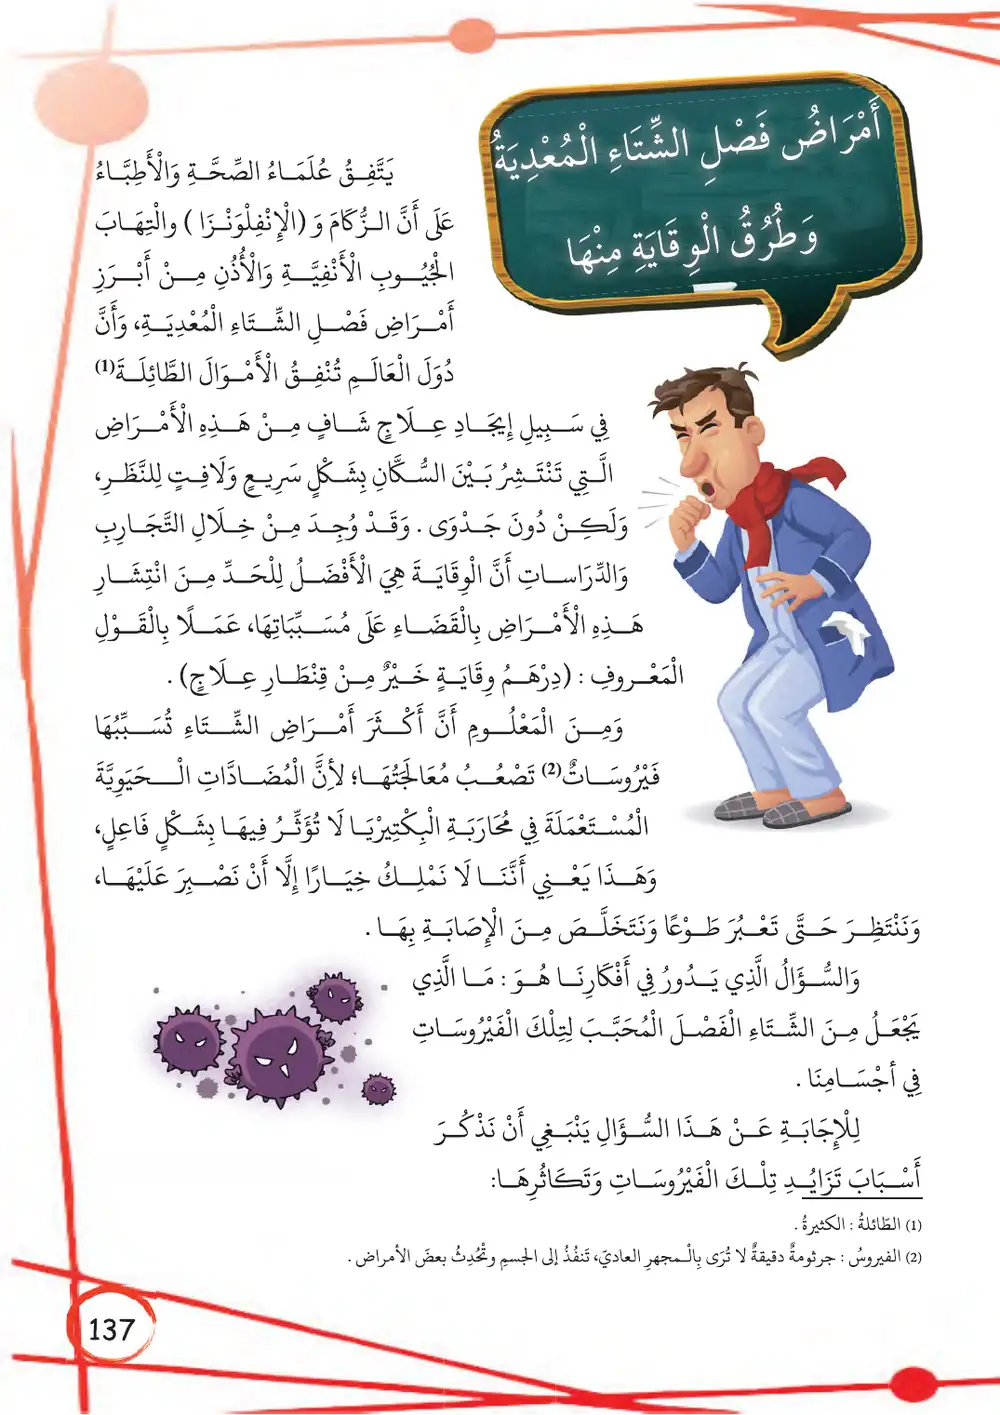 أَمْرَاضُ فَصْلِ الشِّتَاءِ الْمُعْدِيَةُ
وَطُرُقُ الْوِقَايَةِ مِنْهَا
يَتَّفِقُ عُلَمَاءُ الصِّحَّةِ وَالْأَطِبَّاءُ
عَلَى أَنَّ الزُّكَامَ وَ (الْإِنْفِلْوَنْزَا ) والْتِهَابَ
الْجُيُوبِ الْأَنْفِيَّةِ وَالْأُذُنِ مِنْ أَبْرَزِ
أَمْرَاضِ فَصْلِ الشِّتَاءِ الْمُعْدِيَةِ، وَأَنَّ
دُوَلَ الْعَالَمِ تُنْفِقُ الْأَمْوَالَ الطَّائِلَةَ(1)
فِي سَبِيلِ إِيجَادِ عِلَاجٍ شَافٍ مِنْ هَذِهِ الْأَمْرَاضِ
الَّتِي تَنْتَشِرُ بَيْنَ السُّكَّانِ بِشَكْلٍ سَرِيعٍ وَلَافِتٍ لِلنَّظَرِ،
وَلَكِنْ دُونَ جَدْوَى . وَقَدْ وُجِدَ مِنْ خِلَالِ التَّجَارِبِ
وَالدِّرَاسَاتِ أَنَّ الْوِقَايَةَ هِيَ الْأَفْضَلُ لِلْحَدِّ مِنَ انْتِشَارِ
هَذِهِ الْأَمْرَاضِ بِالْقَضَاءِ عَلَى مُسَبِّبَاتِهَا، عَمَلًا بِالْقَوْلِ
الْمَعْروفِ : (دِرْهَمُ وِقَايَةٍ خَيْرٌ مِنْ قِنْطَارِ عِلَاجٍ) .
وَمِنَ الْمَعْلُومِ أَنَّ أَكْثَرَ أَمْرَاضِ الشِّتَاءِ تُسَبِّبُهَا
فَيْرُوسَاتٌ(2) تَصْعُبُ مُعَالَجَتُهَا؛ لأِنَّ الْمُضَادَّاتِ الْحَيَوِيَّةَ
الْمُسْتَعْمَلَةَ فِي مُحَارَبَةِ الْبِكْتِيرْيَا لَا تُؤَثِّرُ فِيهَا بِشَكْلٍ فَاعِلٍ،
وَهَذَا يَعْنِي أَنَّنَا لَا نَمْلِكُ خِيَارًا إِلَّا أَنْ نَصْبِرَ عَلَيْهَا،
وَنَنْتَظِرَ حَتَّى تَعْبُرَ طَوْعًا وَنَتَخَلَّصَ مِنَ الْإِصَابَةِ بِهَا .
وَالسُّؤَالُ الَّذِي يَدُورُ فِي أَفْكَارِنَا هُوَ : مَا الَّذِي
يَجْعَلُ مِنَ الشِّتَاءِ الْفَصْلَ الْمُحَبَّبَ لِتِلْكَ الْفَيْرُوسَاتِ
فِي أجْسَامِنَا .
لِلْإِجَابَةِ عَنْ هَذَا السُّؤَالِ يَنْبَغِي أَنْ نَذْكُرَ
أَسْبَابَ تَزَايُدِ تِلْكَ الْفَيْرُوسَاتِ وَتَكَاثُرِهَا:
(1) الطّائلةُ : الكثيرةُ .
(2) الفيروسُ : جرثومةٌ دقيقةٌ لا تُرَى بِالْمجهرِ العاديَ، تَنفُذُ إلى الجسمِ وتُحْدِثُ بعضَ الأمراض .
137